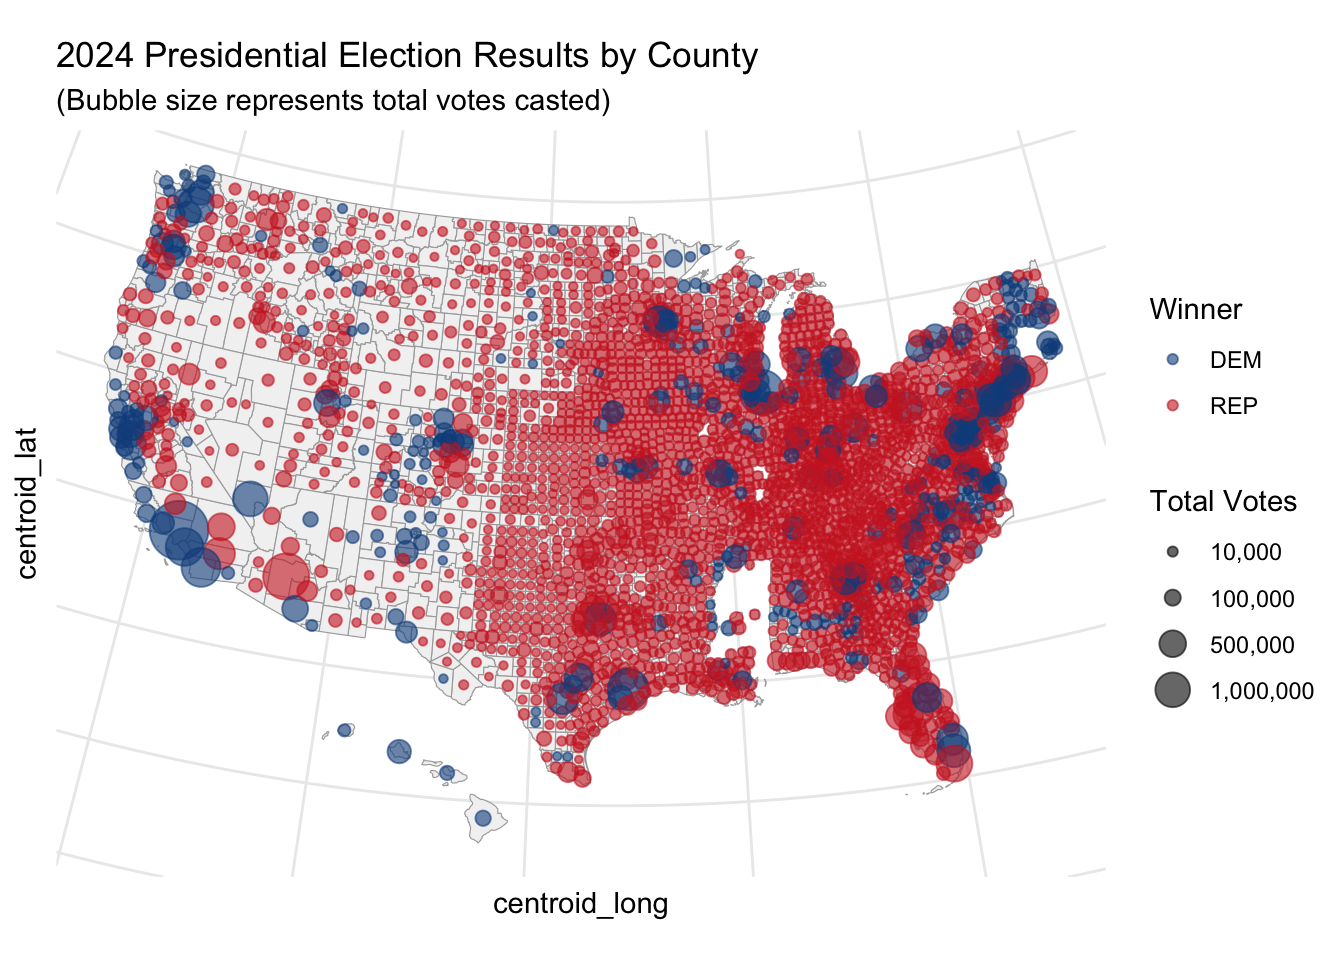 2024 Presidential Election Results by County
(Bubble size represents total votes casted)
centroid_lat
centroid_long
Winner
DEM
REP
Total Votes
10,000
100,000
500,000
1,000,000